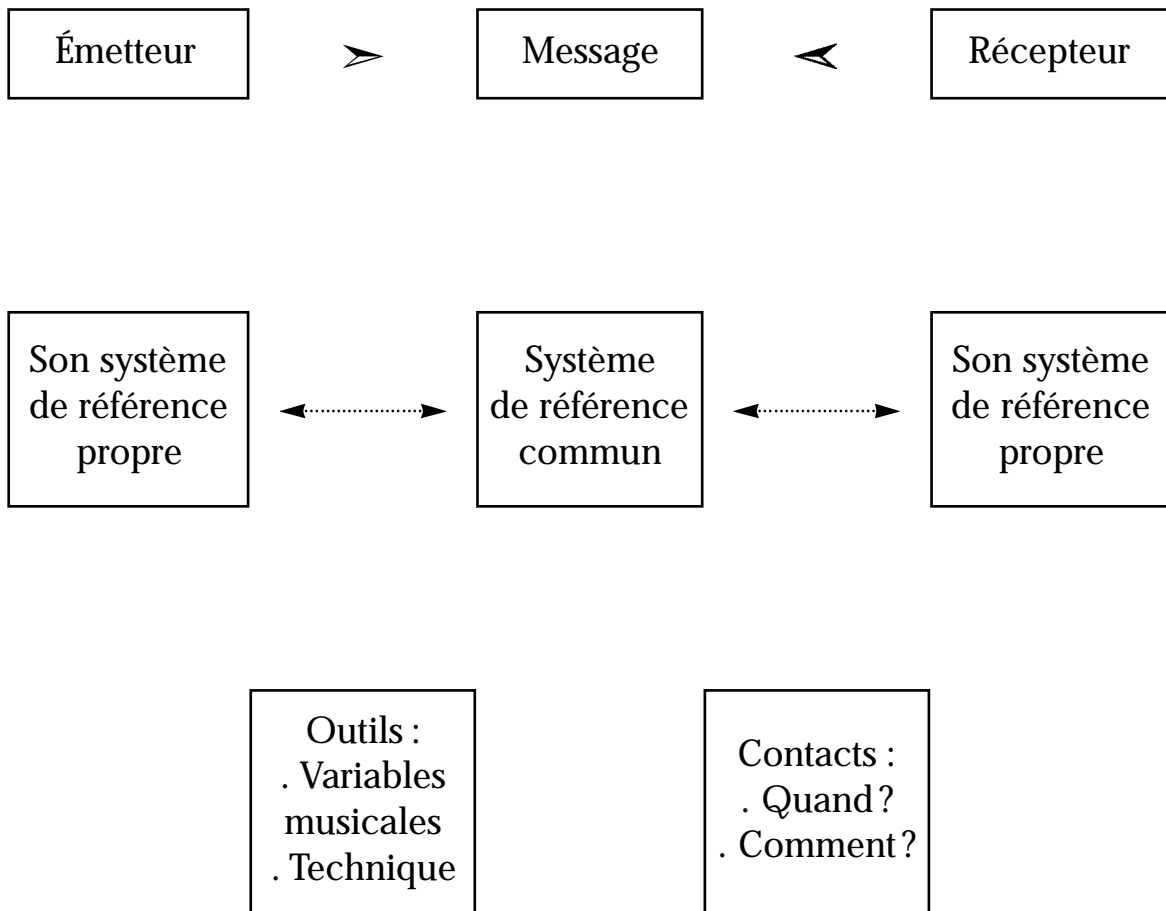 Émetteur
Message
Récepteur
Son système
de référence
propre
Système
de référence
commun
Son système
de référence
propre
Outils :
. Variables
musicales
. Technique
Contacts :
. Quand ?
. Comment ?